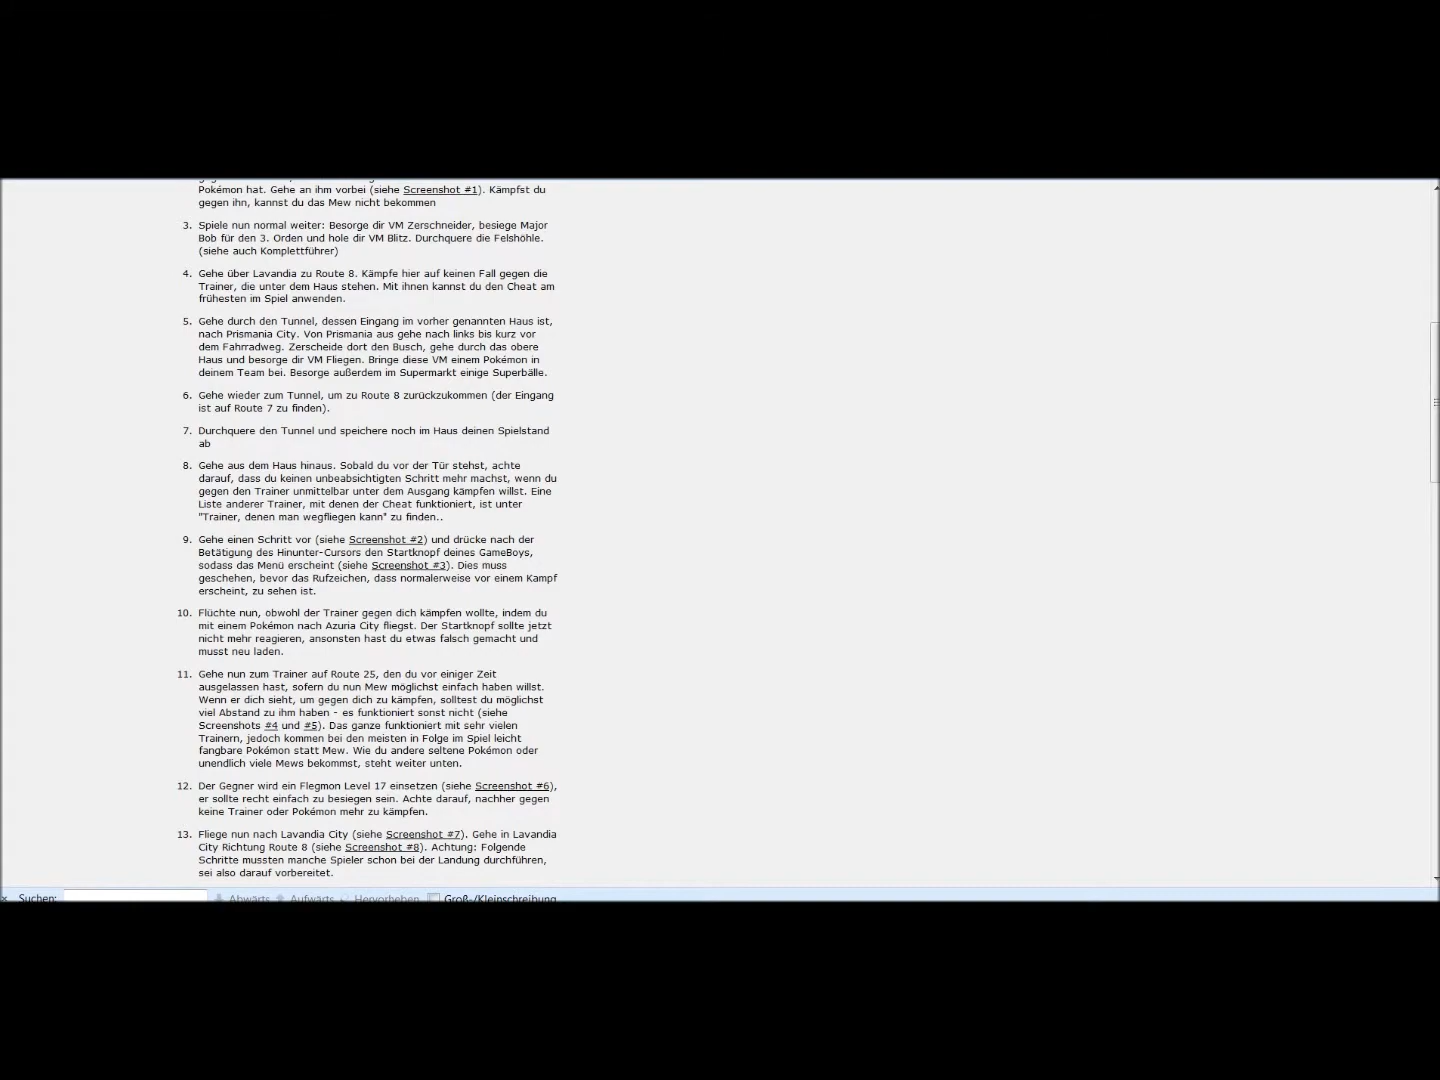 Pokémon hat. Gehe an ihm vorbei (siehe Screenshot #1). Kämpfst du
gegen ihn, kannst du das Mew nicht bekommen
3. Spiele nun normal weiter: Besorge dir VM Zerschneider, besiege Major
Bob für den 3. Orden und hole dir VM Blitz. Durchquere die Felshöhle.
(siehe auch Komplettführer)
4. Gehe über Lavandia zu Route 8. Kämpfe hier auf keinen Fall gegen die
Trainer, die unter dem Haus stehen. Mit ihnen kannst du den Cheat am
frühesten im Spiel anwenden.
5. Gehe durch den Tunnel, dessen Eingang im vorher genannten Haus ist,
nach Prismania City. Von Prismania aus gehe nach links bis kurz vor
dem Fahrradweg. Zerscheide dort den Busch, gehe durch das obere
Haus und besorge dir VM Fliegen. Bringe diese VM einem Pokémon in
deinem Team bei. Besorge außerdem im Supermarkt einige Superbälle.
6. Gehe wieder zum Tunnel, um zu Route 8 zurückzukommen (der Eingang
ist auf Route 7 zu finden).
7. Durchquere den Tunnel und speichere noch im Haus deinen Spielstand
ab
8. Gehe aus dem Haus hinaus. Sobald du vor der Tür stehst, achte
darauf, dass du keinen unbeabsichtigten Schritt mehr machst, wenn du
gegen den Trainer unmittelbar unter dem Ausgang kämpfen willst. Eine
Liste anderer Trainer, mit denen der Cheat funktioniert, ist unter
"Trainer, denen man wegfliegen kann" zu finden..
9. Gehe einen Schritt vor (siehe Screenshot #2) und drücke nach der
Betätigung des Hinunter-Cursors den Startknopf deines GameBoys,
sodass das Menü erscheint (siehe Screenshot #3). Dies muss
geschehen, bevor das Rufzeichen, dass normalerweise vor einem Kampf
erscheint, zu sehen ist.
10. Flüchte nun, obwohl der Trainer gegen dich kämpfen wollte, indem du
mit einem Pokémon nach Azuria City fliegst. Der Startknopf sollte jetzt
nicht mehr reagieren, ansonsten hast du etwas falsch gemacht und
musst neu laden.
11. Gehe nun zum Trainer auf Route 25, den du vor einiger Zeit
ausgelassen hast, sofern du nun Mew möglichst einfach haben willst.
Wenn er dich sieht, um gegen dich zu kämpfen, solltest du möglichst
viel Abstand zu ihm haben - es funktioniert sonst nicht (siehe
Screenshots #4 und #5). Das ganze funktioniert mit sehr vielen
Trainern, jedoch kommen bei den meisten in Folge im Spiel leicht
fangbare Pokémon statt Mew. Wie du andere seltene Pokémon oder
unendlich viele Mews bekommst, steht weiter unten.
12. Der Gegner wird ein Flegmon Level 17 einsetzen (siehe Screenshot #6),
er sollte recht einfach zu besiegen sein. Achte darauf, nachher gegen
keine Trainer oder Pokémon mehr zu kämpfen.
13. Fliege nun nach Lavandia City (siehe Screenshot #7). Gehe in Lavandia
City Richtung Route 8 (siehe Screenshot #8). Achtung: Folgende
Schritte mussten manche Spieler schon bei der Landung durchführen,
sei also darauf vorbereitet.
× Suchen: Abwärts Aufwärts Hervorheben Groß-/Kleinschreibung